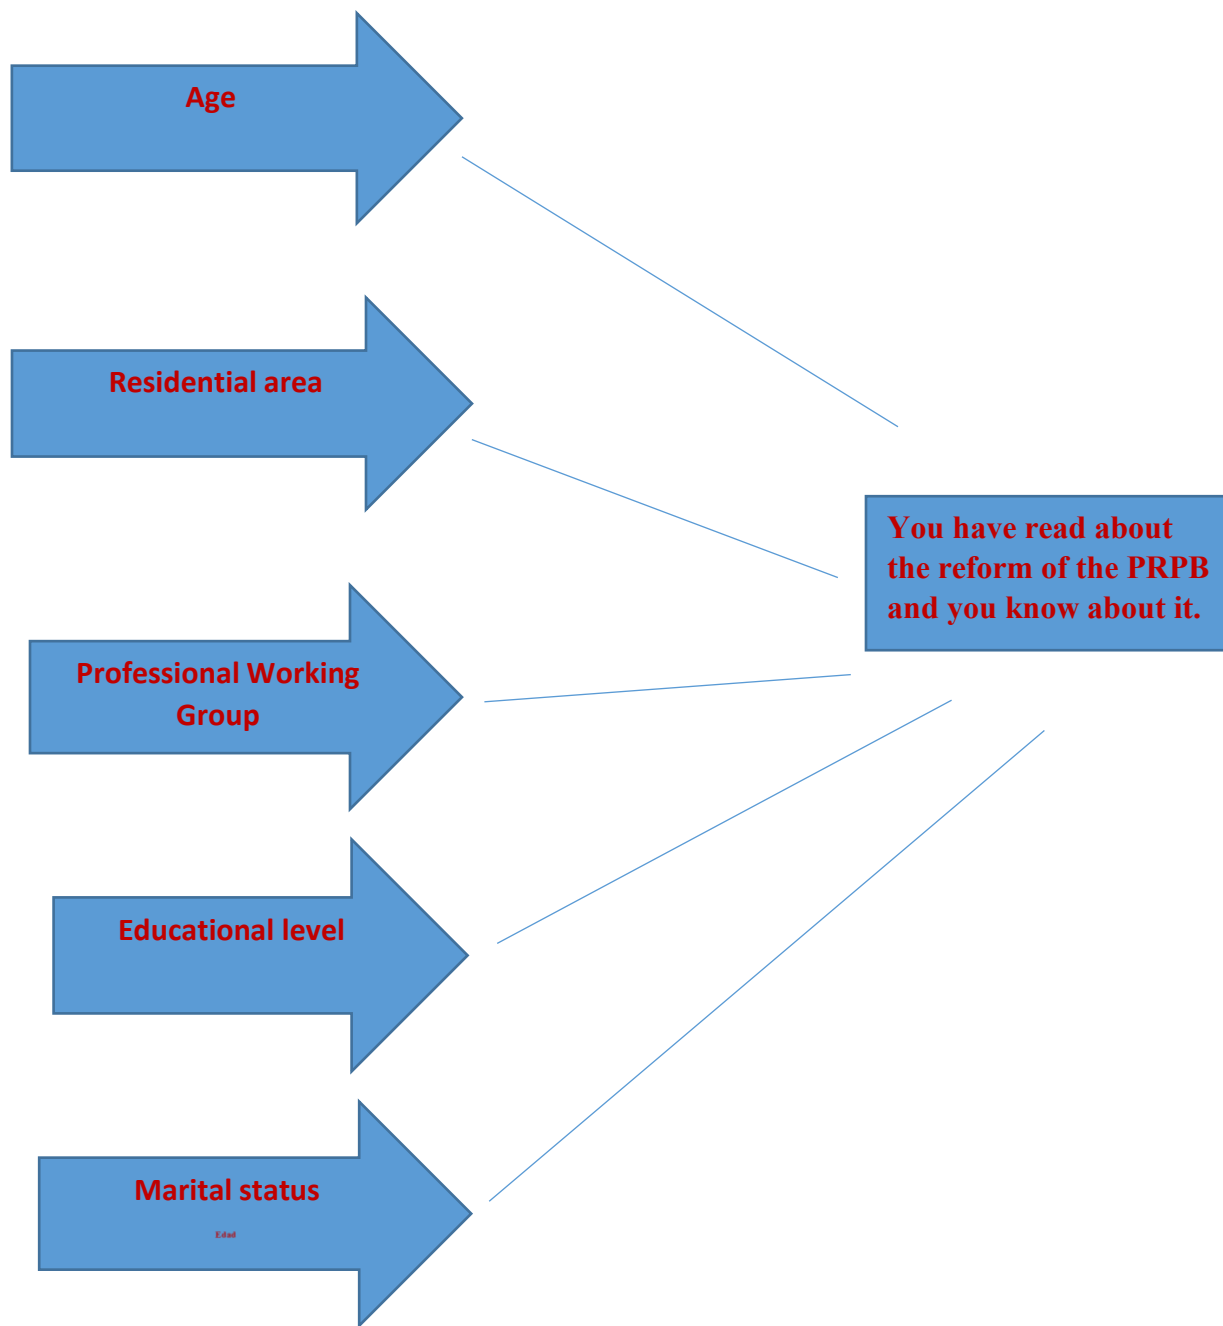 Age
Residential area
Professional Working
Group
Educational level
Marital status
Edad
You have read about
the reform of the PRPB
and you know about it.